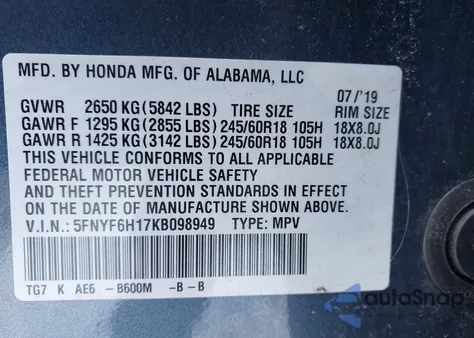 MFD. BY HONDA MFG. OF ALABAMA, LLC
07/'19
GVWR 2650 KG(5842 LBS) TIRE SIZE RIM SIZE
GAWR F 1295 KG(2855 LBS) 245/60R18 105H 18X8.0J
GAWR R 1425 KG(3142 LBS) 245/60R18 105H 18X8.0J
THIS VEHICLE CONFORMS TO ALL APPLICABLE
FEDERAL MOTOR VEHICLE SAFETY
AND THEFT PREVENTION STANDARDS IN EFFECT
ON THE DATE OF MANUFACTURE SHOWN ABOVE.
V.I.N.: 5FNYF6H17KB098949 TYPE: MPV
TG7 K AE6 -B600M -B -B
autoSnap